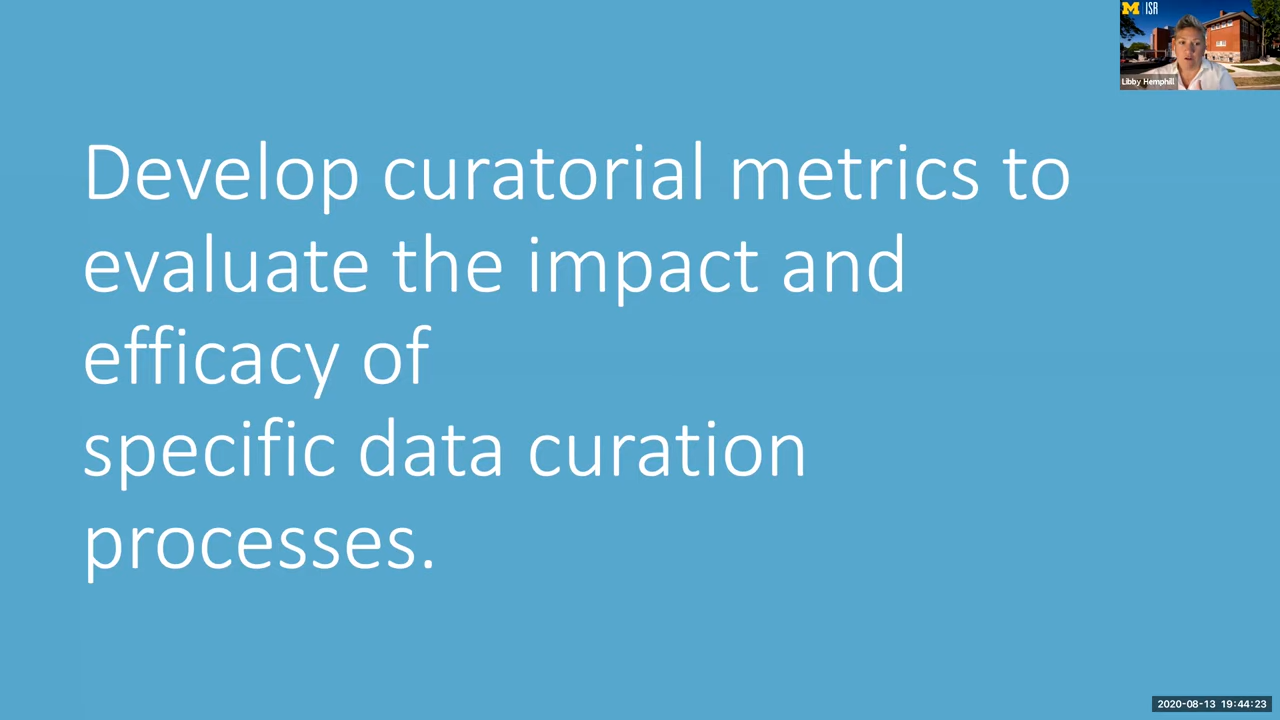 M | ISR
Libby Hemphill
Develop curatorial metrics to
evaluate the impact and
efficacy of
specific data curation
processes.
2020-08-13 19:44:23